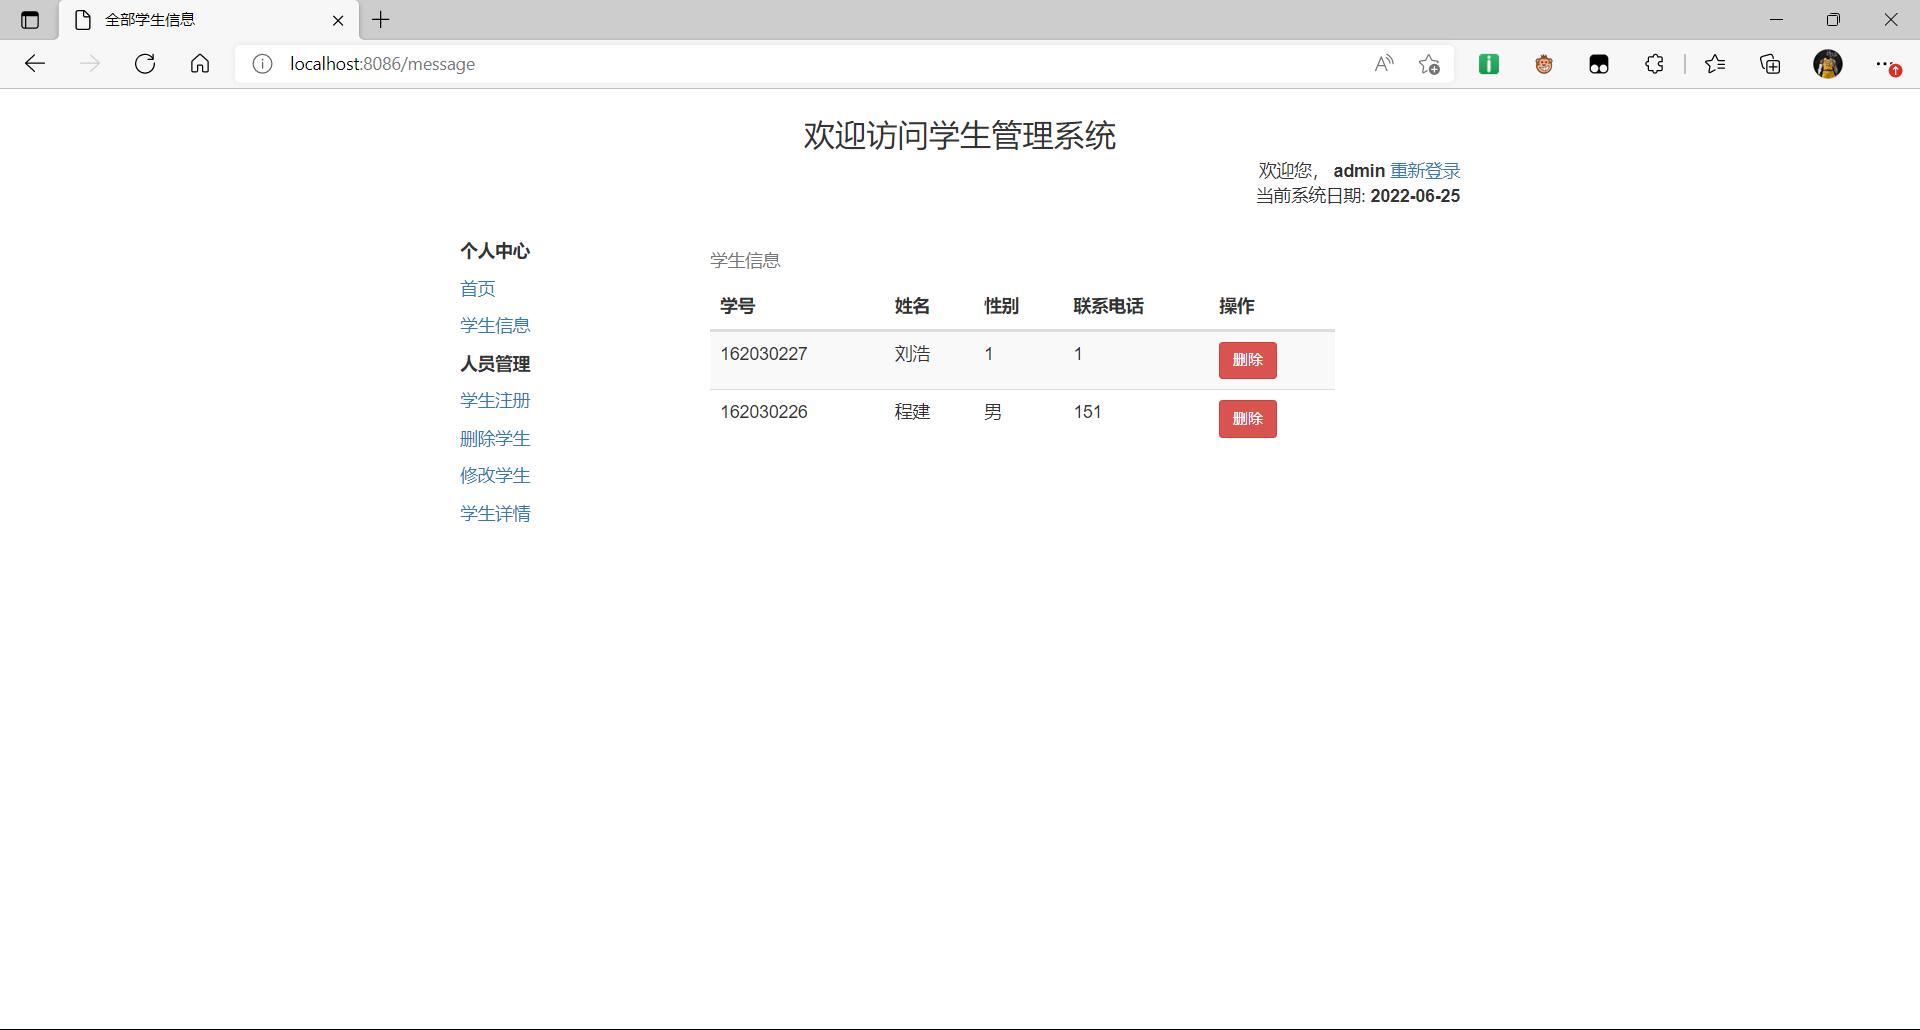 全部学生信息
localhost:8086/message
欢迎访问学生管理系统
欢迎您， admin 重新登录
当前系统日期: 2022-06-25
个人中心
首页
学生信息
人员管理
学生注册
删除学生
修改学生
学生详情
学生信息
学号 姓名 性别 联系电话 操作
162030227 刘浩 1 1 删除
162030226 程建 男 151 删除